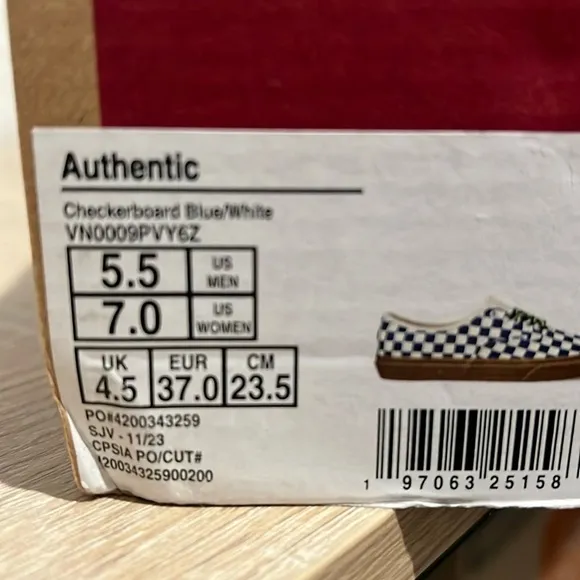 Authentic
Checkerboard Blue/White
VN0009PVY6Z
5.5 US MEN
7.0 US WOMEN
UK EUR CM
4.5 37.0 23.5
PO#4200343259
SJV - 11/23
CPSIA PO/CUT#
420034325900200
1 97063 25158